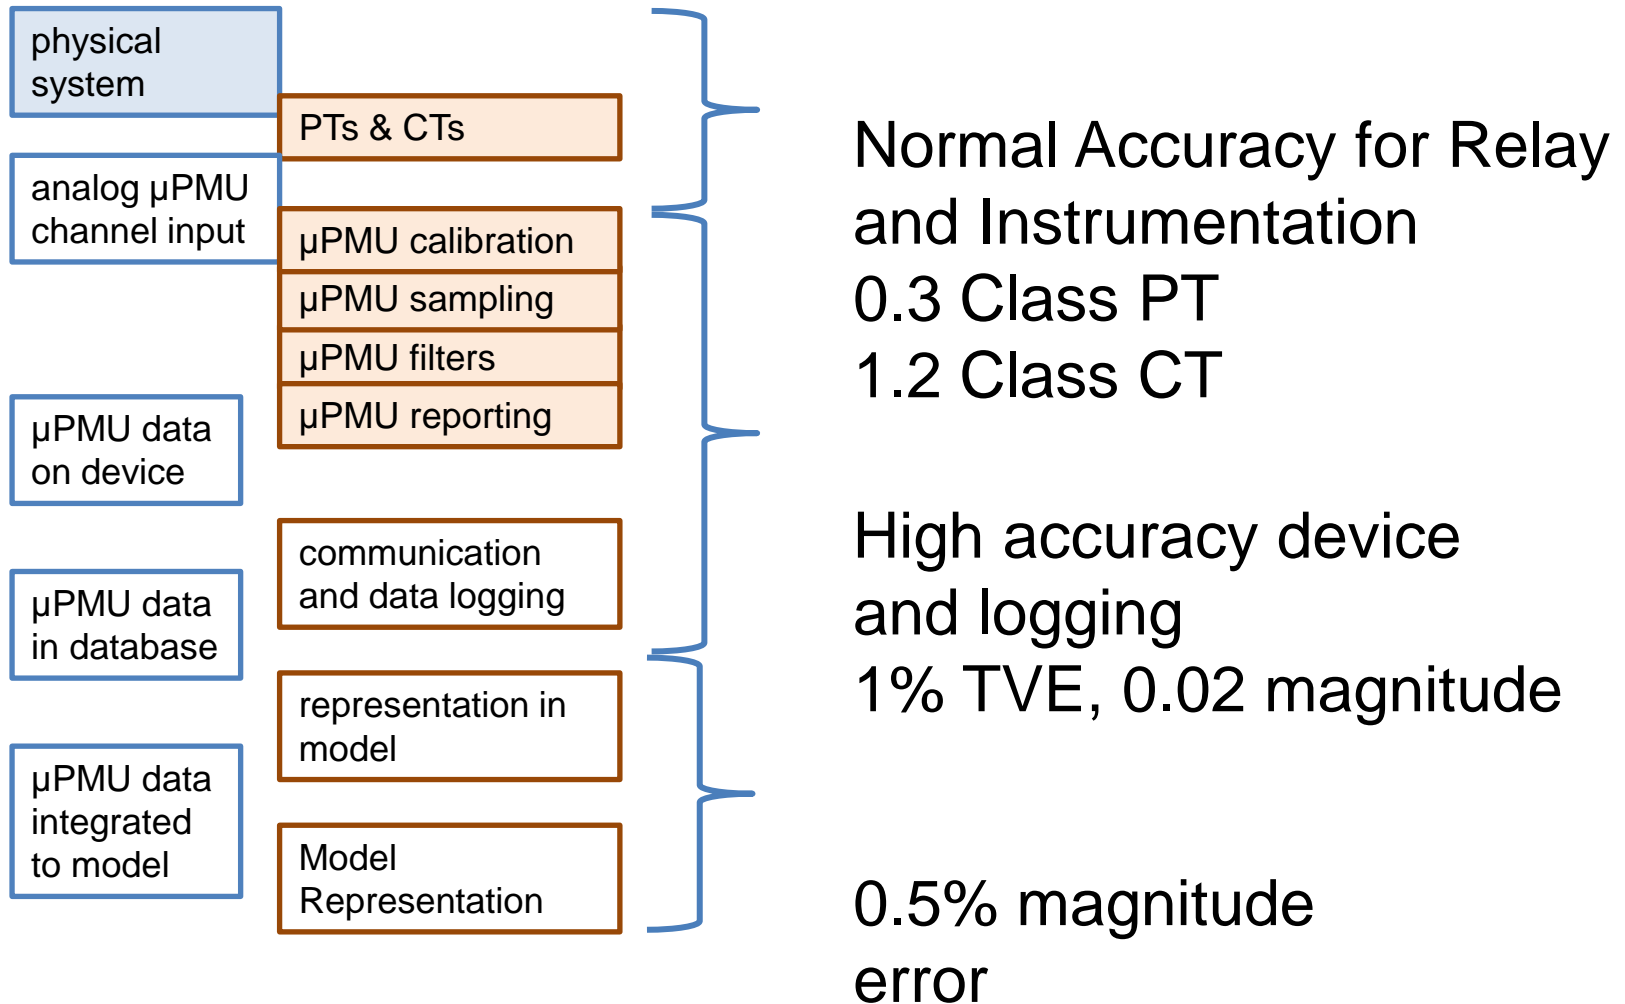 physical
system
PTs & CTs
analog µPMU
channel input
µPMU calibration
µPMU sampling
µPMU filters
µPMU reporting
µPMU data
on device
communication
and data logging
µPMU data
in database
representation in
model
µPMU data
integrated
to model
Model
Representation
Normal Accuracy for Relay
and Instrumentation
0.3 Class PT
1.2 Class CT
High accuracy device
and logging
1% TVE, 0.02 magnitude
0.5% magnitude
error